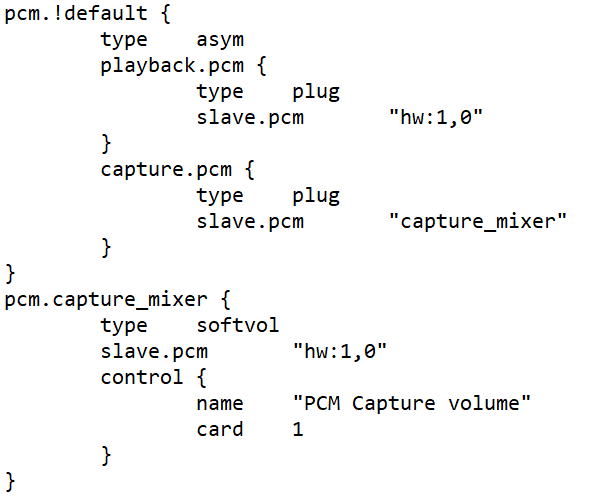 pcm.!default {
        type    asym
        playback.pcm {
                type    plug
                slave.pcm       "hw:1,0"
        }
        capture.pcm {
                type    plug
                slave.pcm       "capture_mixer"
        }
}
pcm.capture_mixer {
        type    softvol
        slave.pcm       "hw:1,0"
        control {
                name    "PCM Capture volume"
                card    1
        }
}